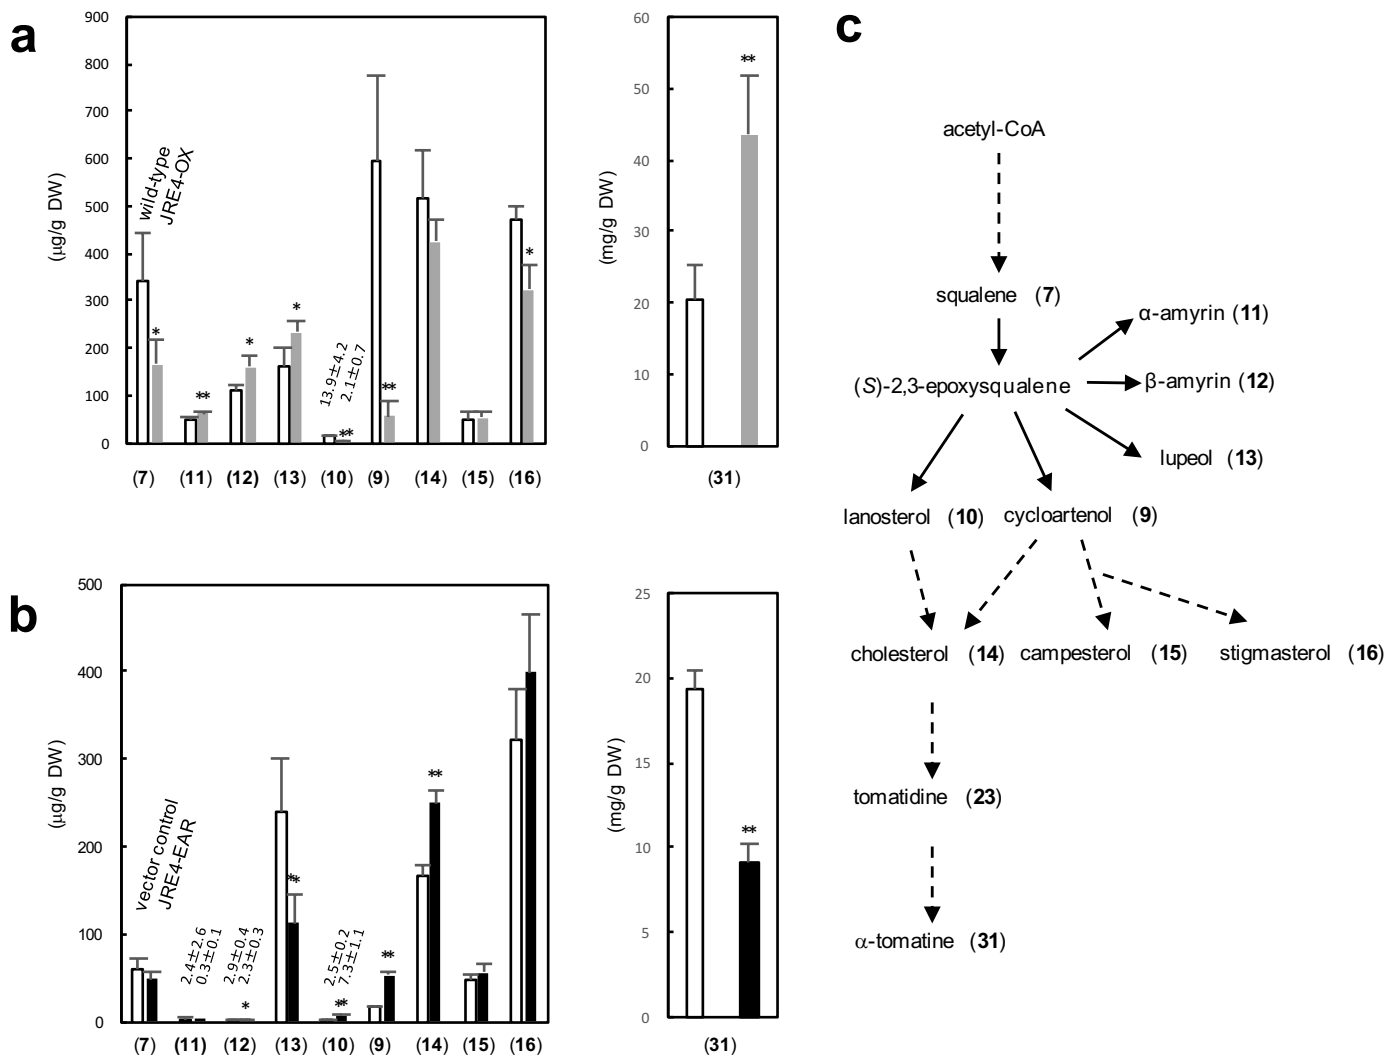 a
900
800
700
600
500
400
300
200
100
0
(µg/g DW)
wild-type
JRE4-OX
*
**
*
*
13.9±4.2
2.1±0.7
**
**
*
(7) (11) (12) (13) (10) (9) (14) (15) (16)
60
50
40
30
20
10
0
(mg/g DW)
**
(31)
b
500
400
300
200
100
0
(µg/g DW)
vector control
JRE4-EAR
2.4±2.6
0.3±0.1
2.9±0.4
2.3±0.3
*
**
2.5±0.2
7.3±1.1
**
**
**
(7) (11) (12) (13) (10) (9) (14) (15) (16)
25
20
15
10
5
0
(mg/g DW)
**
(31)
c
acetyl-CoA
squalene (7)
α-amyrin (11)
(S)-2,3-epoxysqualene
β-amyrin (12)
lupeol (13)
lanosterol (10) cycloartenol (9)
cholesterol (14) campesterol (15) stigmasterol (16)
tomatidine (23)
α-tomatine (31)